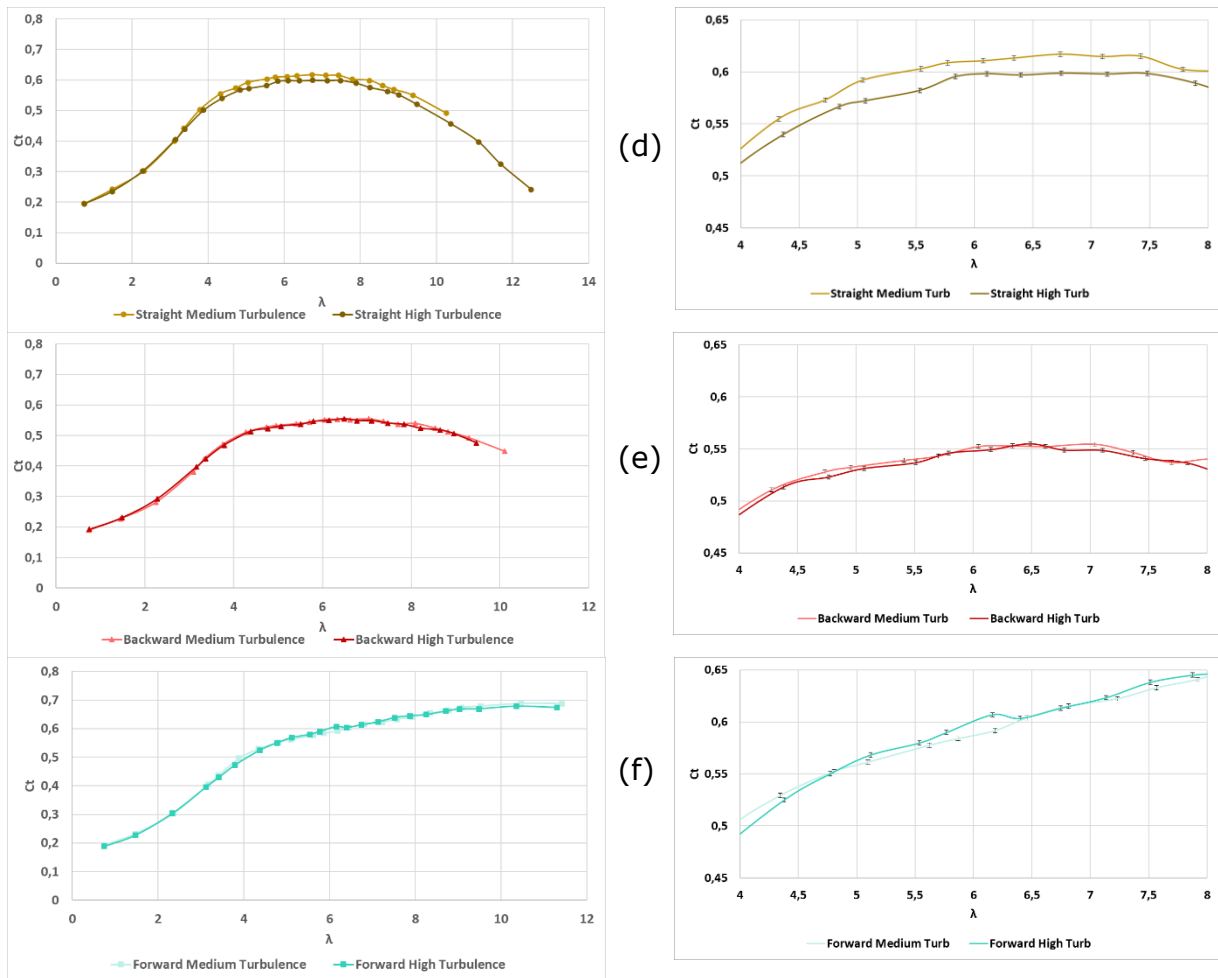 0,8
0,7
0,6
0,5
0,4
0,3
0,2
0,1
0
Ct
0 2 4 6 8 10 12 14
λ
Straight Medium Turbulence Straight High Turbulence
(d)
0,65
0,6
0,55
0,5
0,45
Ct
4 4,5 5 5,5 6 6,5 7 7,5 8
λ
Straight Medium Turb Straight High Turb
0,8
0,7
0,6
0,5
0,4
0,3
0,2
0,1
0
Ct
0 2 4 6 8 10 12
λ
Backward Medium Turbulence Backward High Turbulence
(e)
0,65
0,6
0,55
0,5
0,45
Ct
4 4,5 5 5,5 6 6,5 7 7,5 8
λ
Backward Medium Turb Backward High Turb
0,8
0,7
0,6
0,5
0,4
0,3
0,2
0,1
0
Ct
0 2 4 6 8 10 12
λ
Forward Medium Turbulence Forward High Turbulence
(f)
0,65
0,6
0,55
0,5
0,45
Ct
4 4,5 5 5,5 6 6,5 7 7,5 8
λ
Forward Medium Turb Forward High Turb